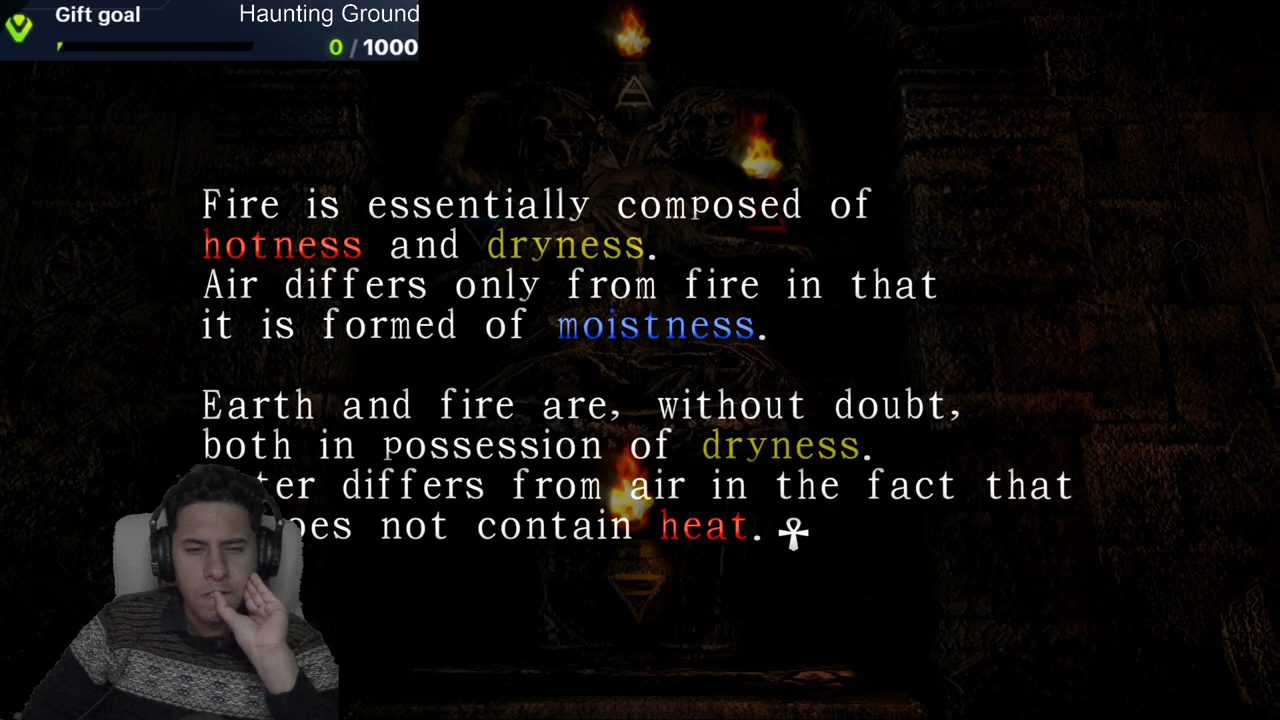 Gift goal
Haunting Ground
0 / 1000
Fire is essentially composed of
hotness and dryness.
Air differs only from fire in that
it is formed of moistness.
Earth and fire are, without doubt,
both in possession of dryness.
differs from air in the fact that
not contain heat.